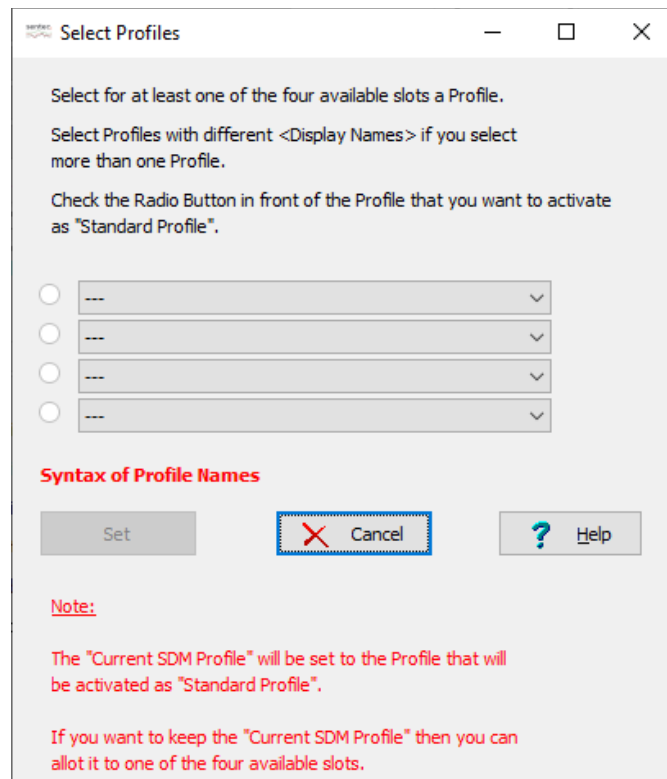 sentec
Select Profiles
Select for at least one of the four available slots a Profile.
Select Profiles with different <Display Names> if you select
more than one Profile.
Check the Radio Button in front of the Profile that you want to activate
as "Standard Profile".
---
---
---
---
Syntax of Profile Names
Set
Cancel
? Help
Note:
The "Current SDM Profile" will be set to the Profile that will
be activated as "Standard Profile".
If you want to keep the "Current SDM Profile" then you can
allot it to one of the four available slots.